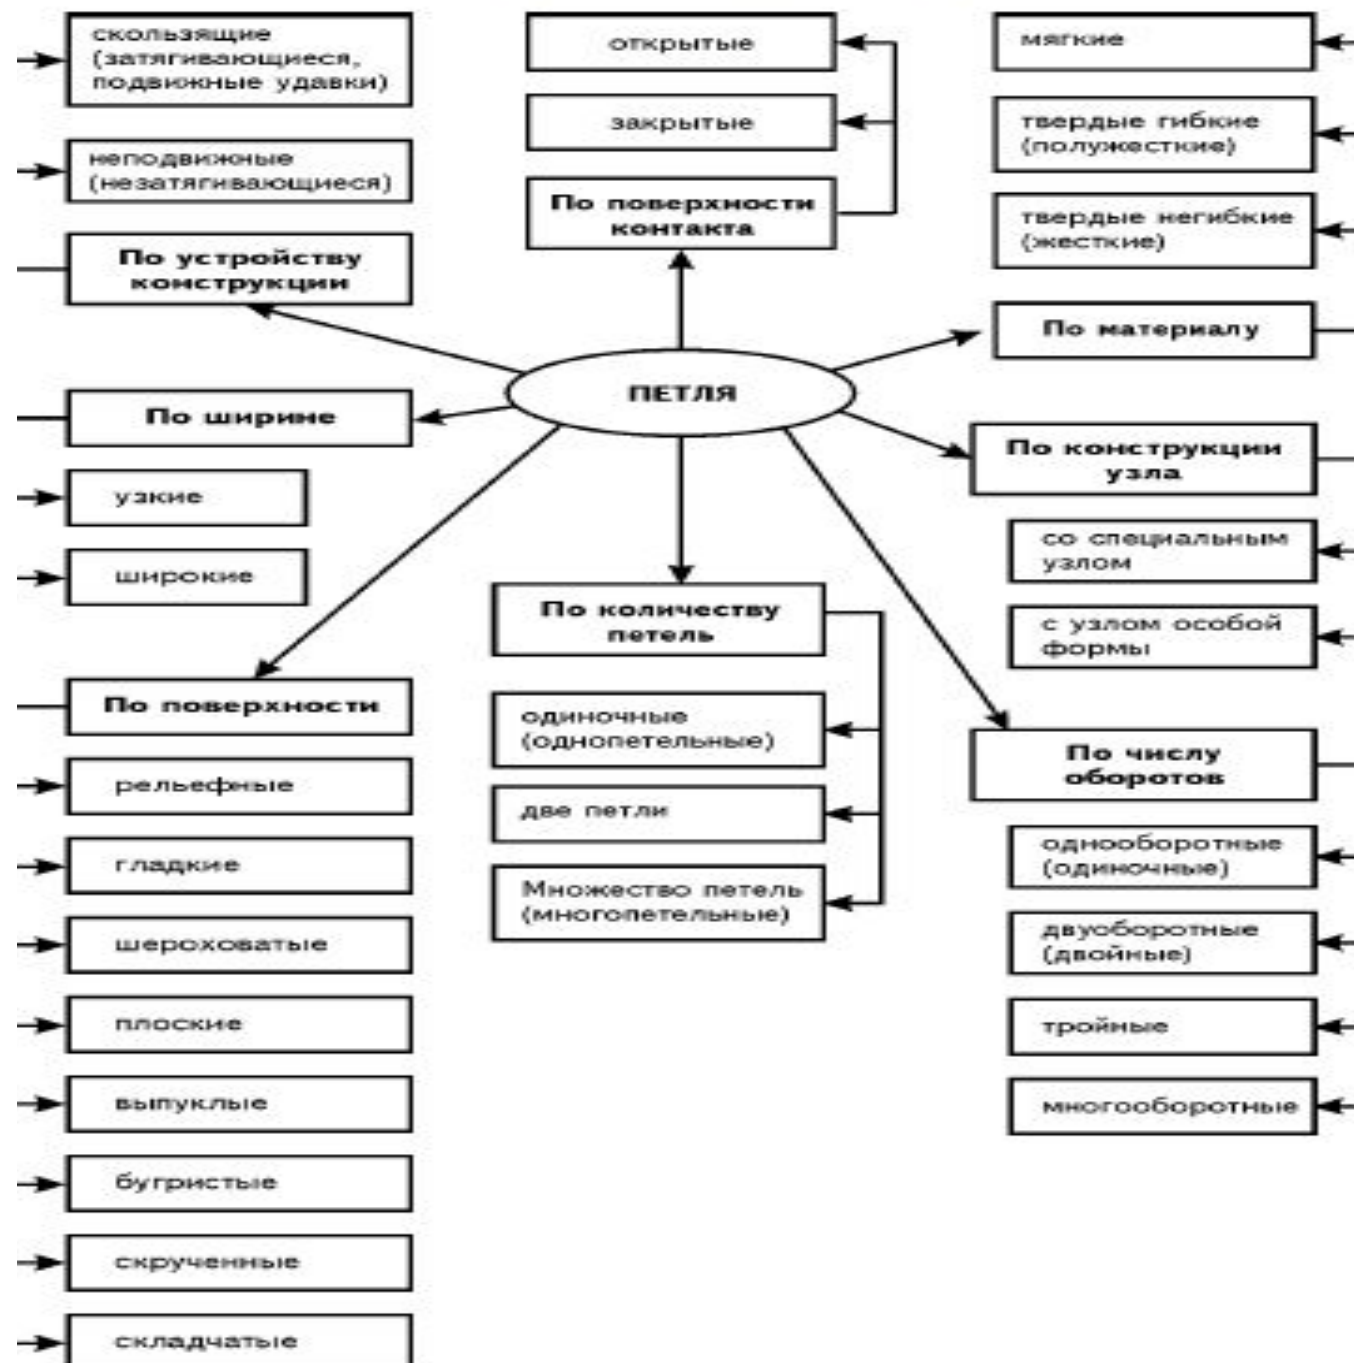 скользящие
(затягивающиеся,
подвижные удавки)
неподвижные
(незатягивающиеся)
По устройству
конструкции
По ширине
узкие
широкие
По поверхности
рельефные
гладкие
шероховатые
плоские
выпуклые
бугристые
скрученные
складчатые
открытые
закрытые
По поверхности
контакта
ПЕТЛЯ
По количеству
петель
одиночные
(однопетельные)
две петли
Множество петель
(многопетельные)
мягкие
твердые гибкие
(полужесткие)
твердые негибкие
(жесткие)
По материалу
По конструкции
узла
со специальным
узлом
с узлом особой
формы
По числу
оборотов
однооборотные
(одиночные)
двуоборотные
(двойные)
тройные
многооборотные